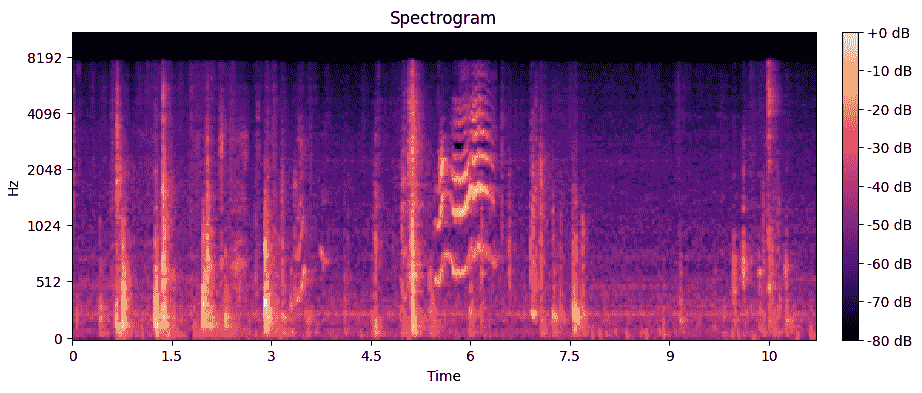 Spectrogram
8192
4096
2048
1024
512
0
Hz
0 1.5 3 4.5 6 7.5 9 10
Time
+0 dB
-10 dB
-20 dB
-30 dB
-40 dB
-50 dB
-60 dB
-70 dB
-80 dB